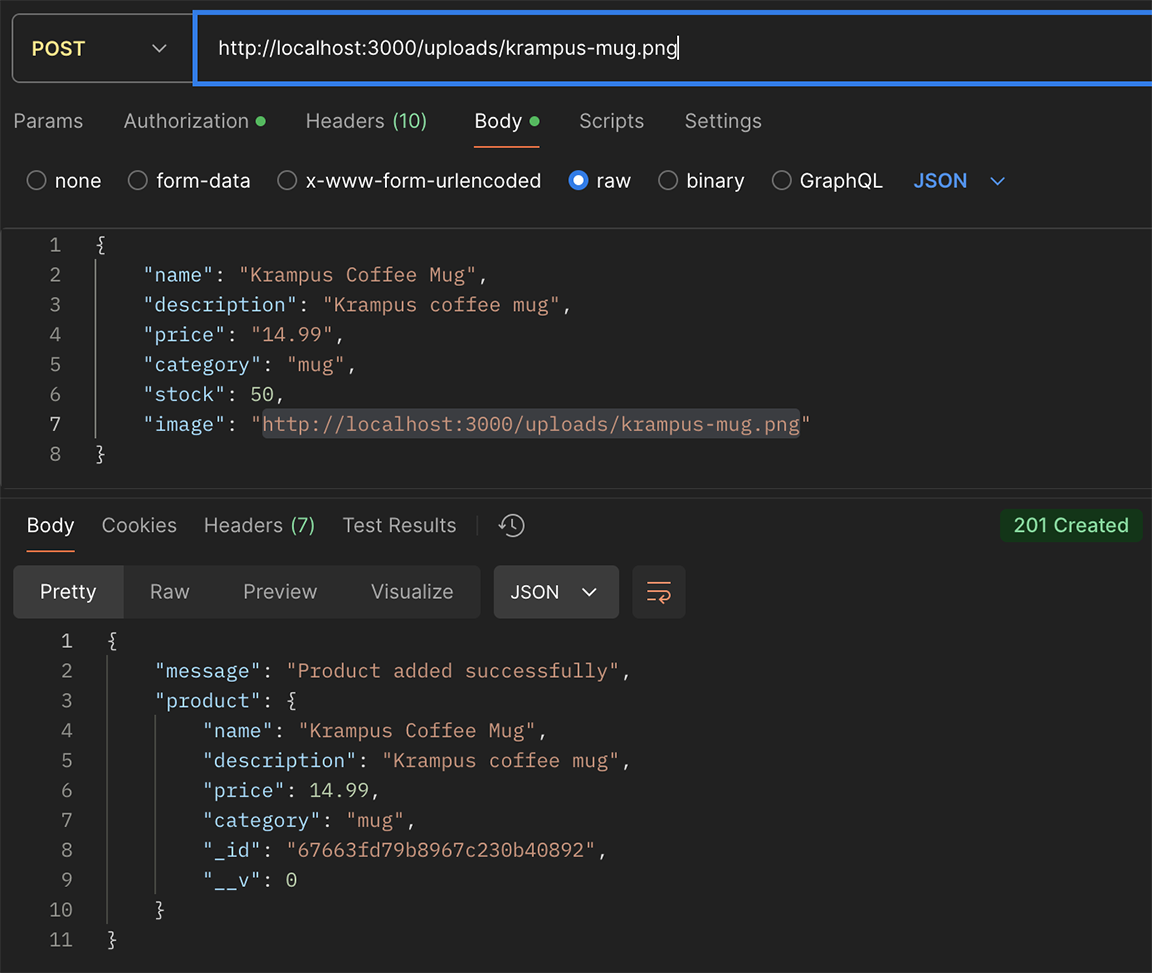 POST http://localhost:3000/uploads/krampus-mug.png
Params Authorization Headers (10) Body Scripts Settings
none form-data x-www-form-urlencoded raw binary GraphQL JSON
1 {
2 "name": "Krampus Coffee Mug",
3 "description": "Krampus coffee mug",
4 "price": "14.99",
5 "category": "mug",
6 "stock": 50,
7 "image": "http://localhost:3000/uploads/krampus-mug.png"
8 }
Body Cookies Headers (7) Test Results 201 Created
Pretty Raw Preview Visualize JSON
1 {
2 "message": "Product added successfully",
3 "product": {
4 "name": "Krampus Coffee Mug",
5 "description": "Krampus coffee mug",
6 "price": 14.99,
7 "category": "mug",
8 "_id": "67663fd79b8967c230b40892",
9 "__v": 0
10 }
11 }